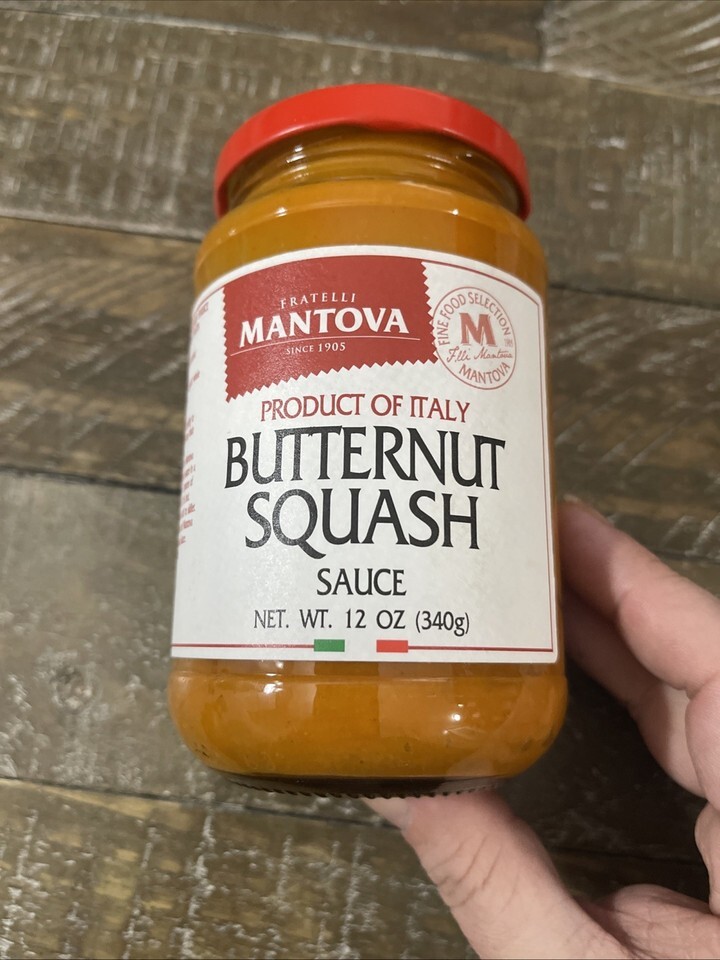 FRATELLI
MANTOVA
SINCE 1905
FINE FOOD SELECTION
M
F.lli Mantova
MANTOVA
PRODUCT OF ITALY
BUTTERNUT
SQUASH
SAUCE
NET. WT. 12 OZ (340g)